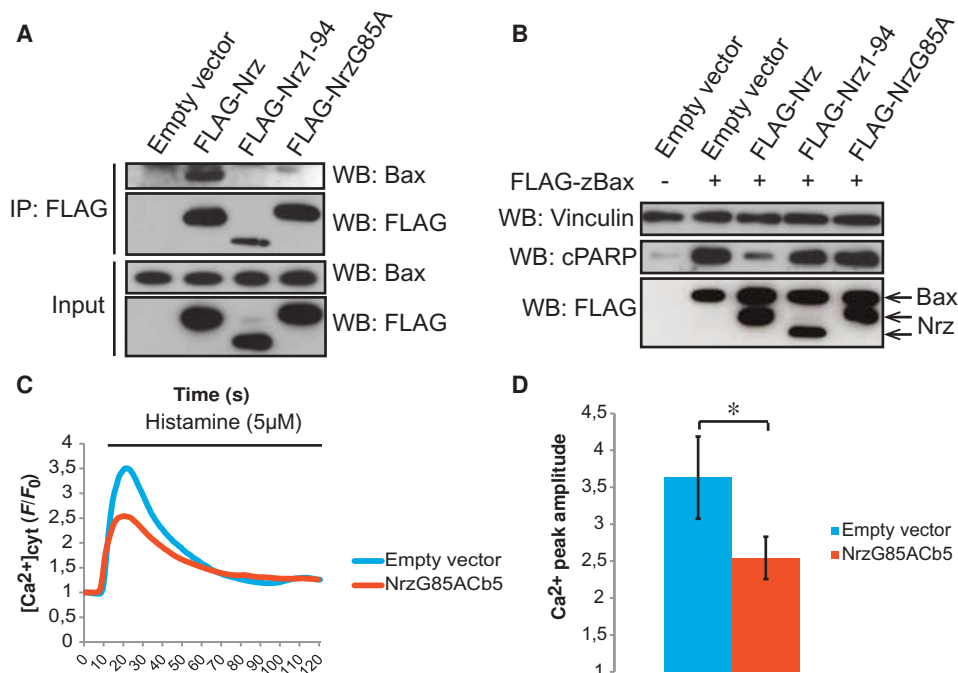 A
Empty vector
FLAG-Nrz
FLAG-Nrz1-94
FLAG-NrzG85A
IP: FLAG
WB: Bax
WB: FLAG
Input
WB: Bax
WB: FLAG
B
Empty vector
Empty vector
FLAG-Nrz
FLAG-Nrz1-94
FLAG-NrzG85A
FLAG-zBax - + + + +
WB: Vinculin
WB: cPARP
WB: FLAG
Bax
Nrz
C
Time (s)
Histamine (5µM)
[Ca2+]cyt (F/F0)
4
3,5
3
2,5
2
1,5
1
0,5
0
0 10 20 30 40 50 60 70 80 90 100 110 120
Empty vector
NrzG85ACb5
D
*
Ca2+ peak amplitude
4,5
4
3,5
3
2,5
2
1,5
1
Empty vector
NrzG85ACb5